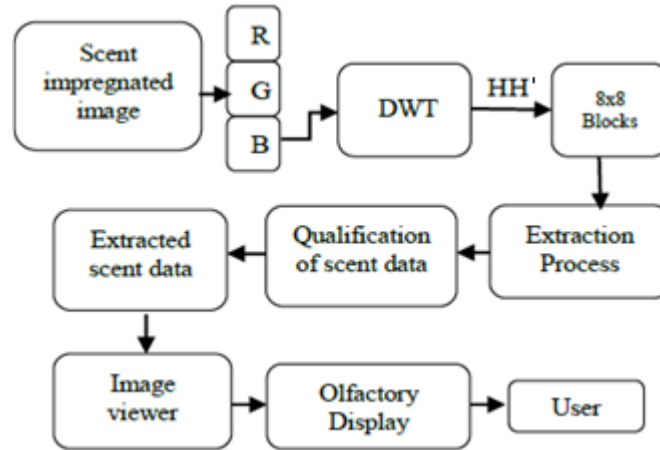 Scent
impregnated
image
R
G
B
DWT
HH'
8x8
Blocks
Extraction
Process
Qualification
of scent data
Extracted
scent data
Image
viewer
Olfactory
Display
User